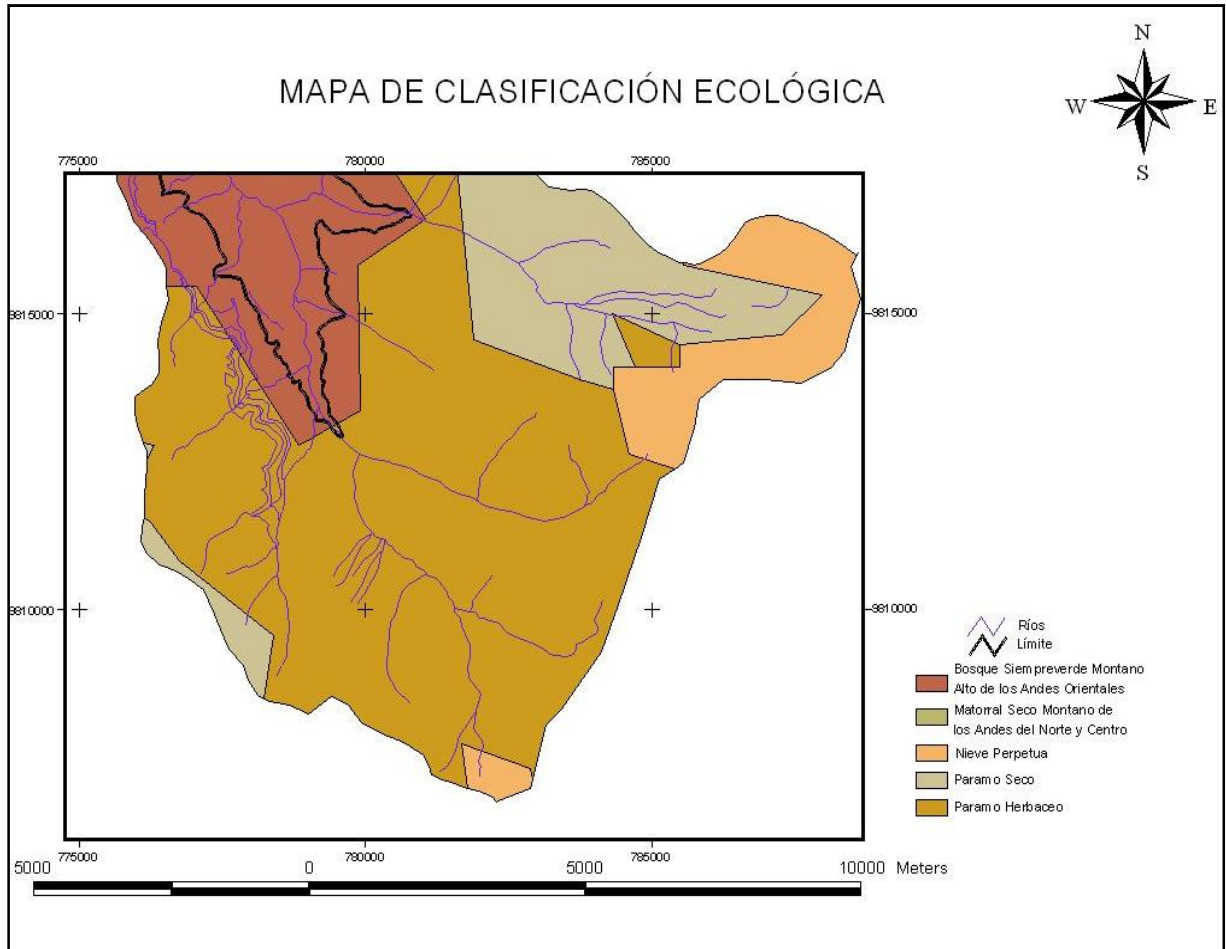 N
W E
S
MAPA DE CLASIFICACIÓN ECOLÓGICA
775000 780000 785000
9815000 9815000
9810000 9810000
775000 780000 785000
Ríos
Límite
Bosque Siempreverde Montano
Alto de los Andes Orientales
Matorral Seco Montano de
los Andes del Norte y Centro
Nieve Perpetua
Paramo Seco
Paramo Herbaceo
5000 0 5000 10000 Meters